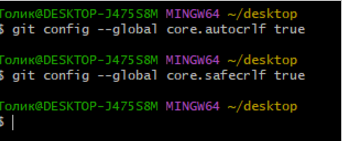 Толик@DESKTOP-J475S8M MINGW64 ~/desktop
$ git config --global core.autocrlf true
Толик@DESKTOP-J475S8M MINGW64 ~/desktop
$ git config --global core.safecrlf true
Толик@DESKTOP-J475S8M MINGW64 ~/desktop
$